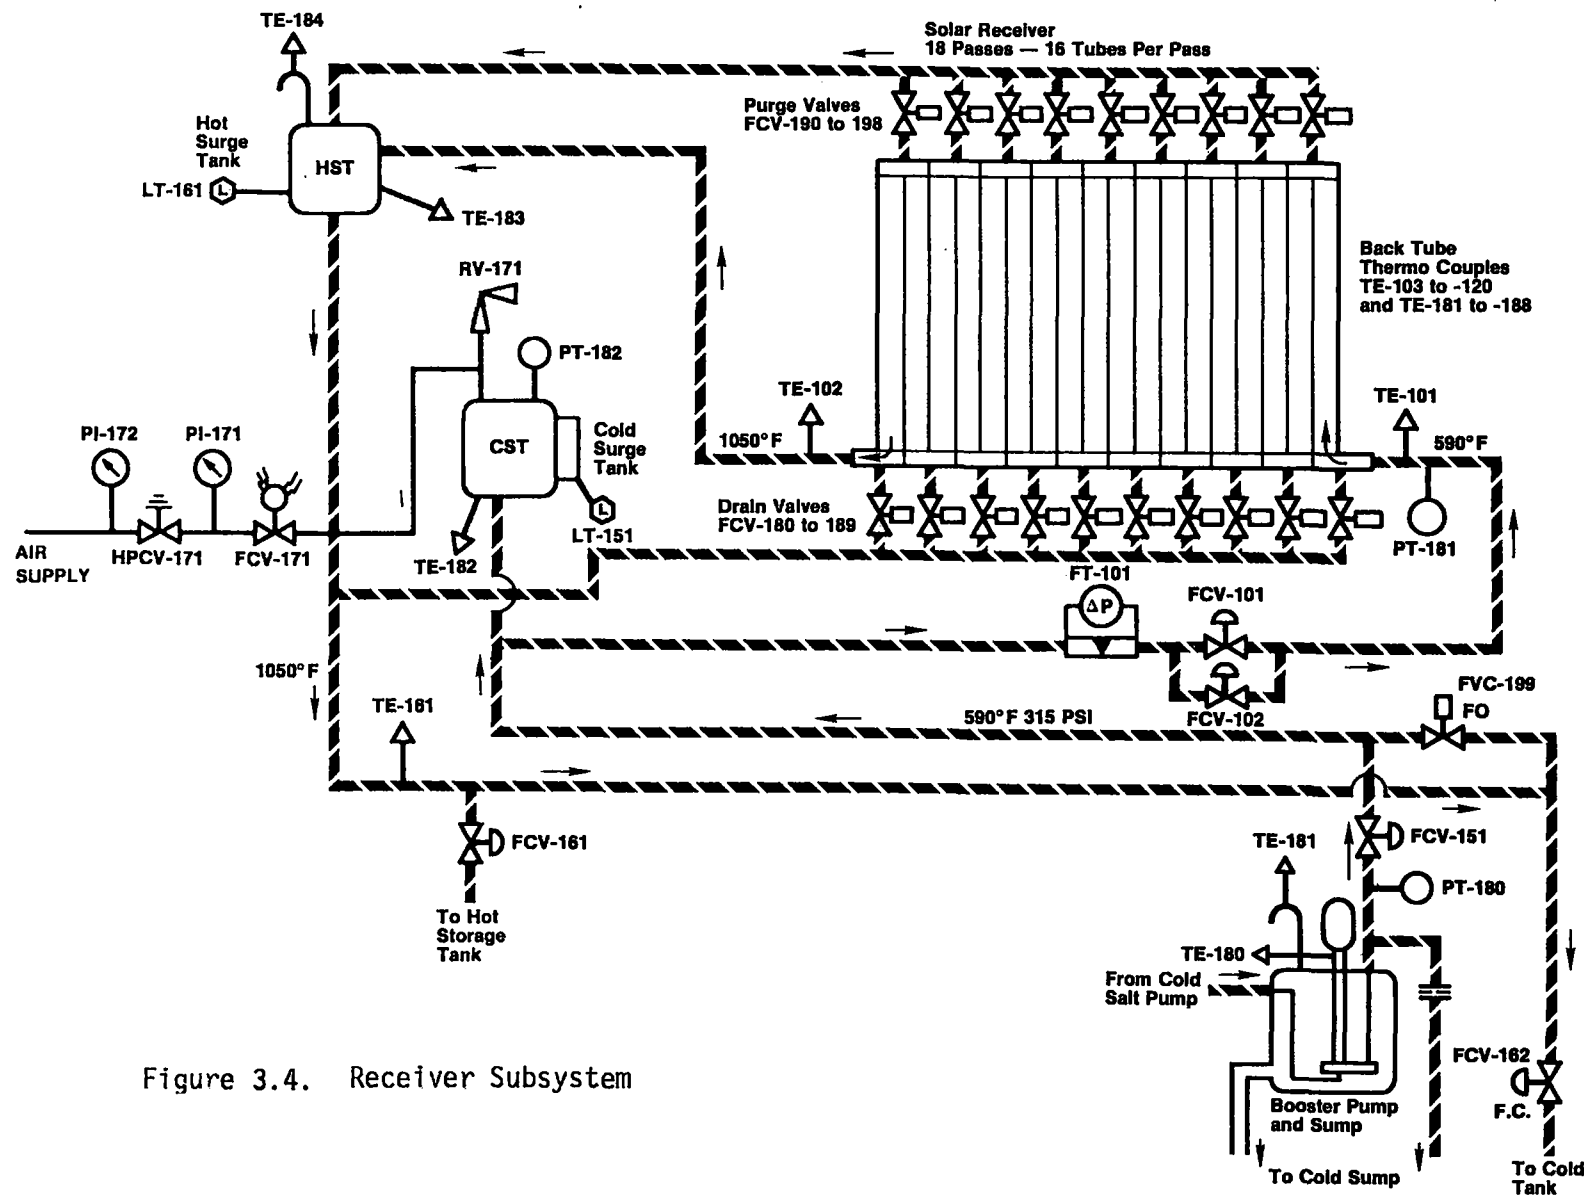 TE-184
Solar Receiver
18 Passes — 16 Tubes Per Pass
Purge Valves
FCV-190 to 198
Hot
Surge
Tank
HST
LT-161
L
TE-183
RV-171
PT-182
Back Tube
Thermo Couples
TE-103 to -120
and TE-181 to -188
TE-102
TE-101
1050°F
590°F
PI-172
PI-171
CST
Cold
Surge
Tank
Drain Valves
FCV-180 to 189
L
LT-151
PT-181
AIR
SUPPLY
HPCV-171
FCV-171
TE-182
FT-101
ΔP
FCV-101
1050°F
FCV-102
TE-161
590°F 315 PSI
FVC-199
FO
FCV-161
TE-181
FCV-151
PT-180
To Hot
Storage
Tank
TE-180
From Cold
Salt Pump
FCV-162
F.C.
Booster Pump
and Sump
To Cold Sump
To Cold
Tank
Figure 3.4. Receiver Subsystem